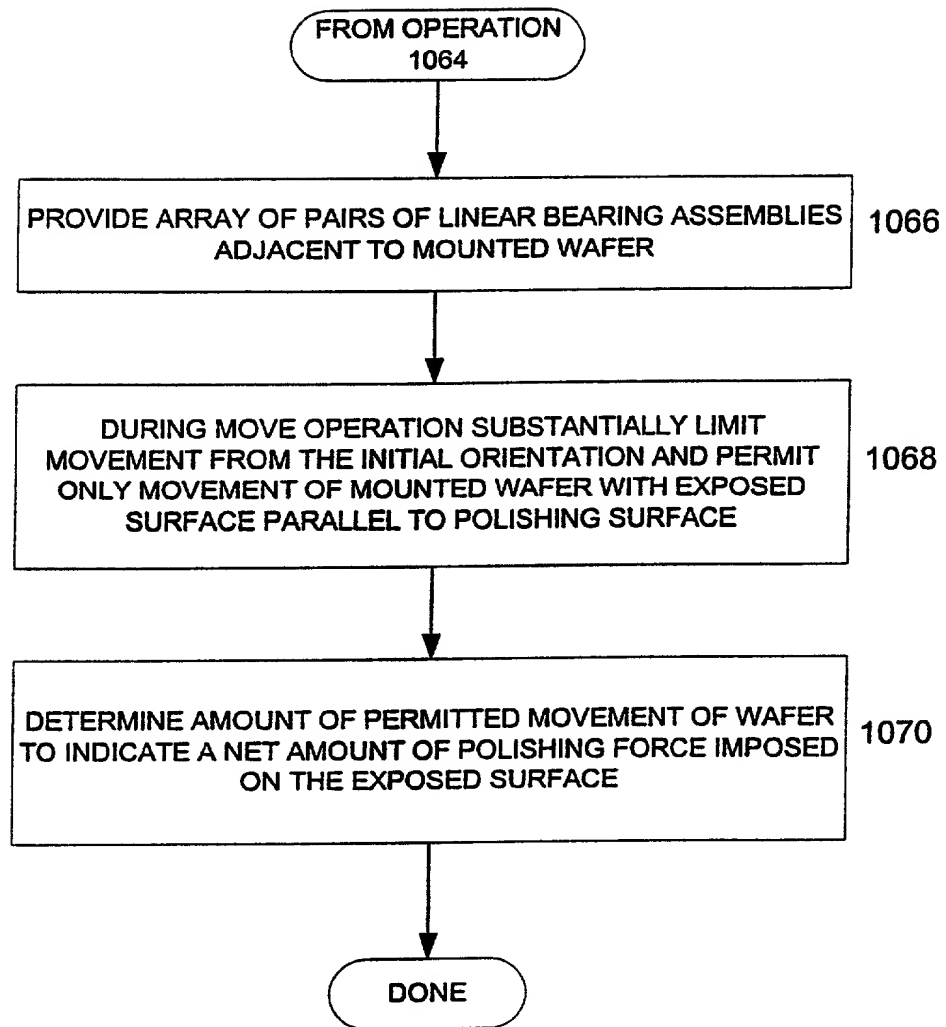 FROM OPERATION
1064
PROVIDE ARRAY OF PAIRS OF LINEAR BEARING ASSEMBLIES
ADJACENT TO MOUNTED WAFER
1066
DURING MOVE OPERATION SUBSTANTIALLY LIMIT
MOVEMENT FROM THE INITIAL ORIENTATION AND PERMIT
ONLY MOVEMENT OF MOUNTED WAFER WITH EXPOSED
SURFACE PARALLEL TO POLISHING SURFACE
1068
DETERMINE AMOUNT OF PERMITTED MOVEMENT OF WAFER
TO INDICATE A NET AMOUNT OF POLISHING FORCE IMPOSED
ON THE EXPOSED SURFACE
1070
DONE